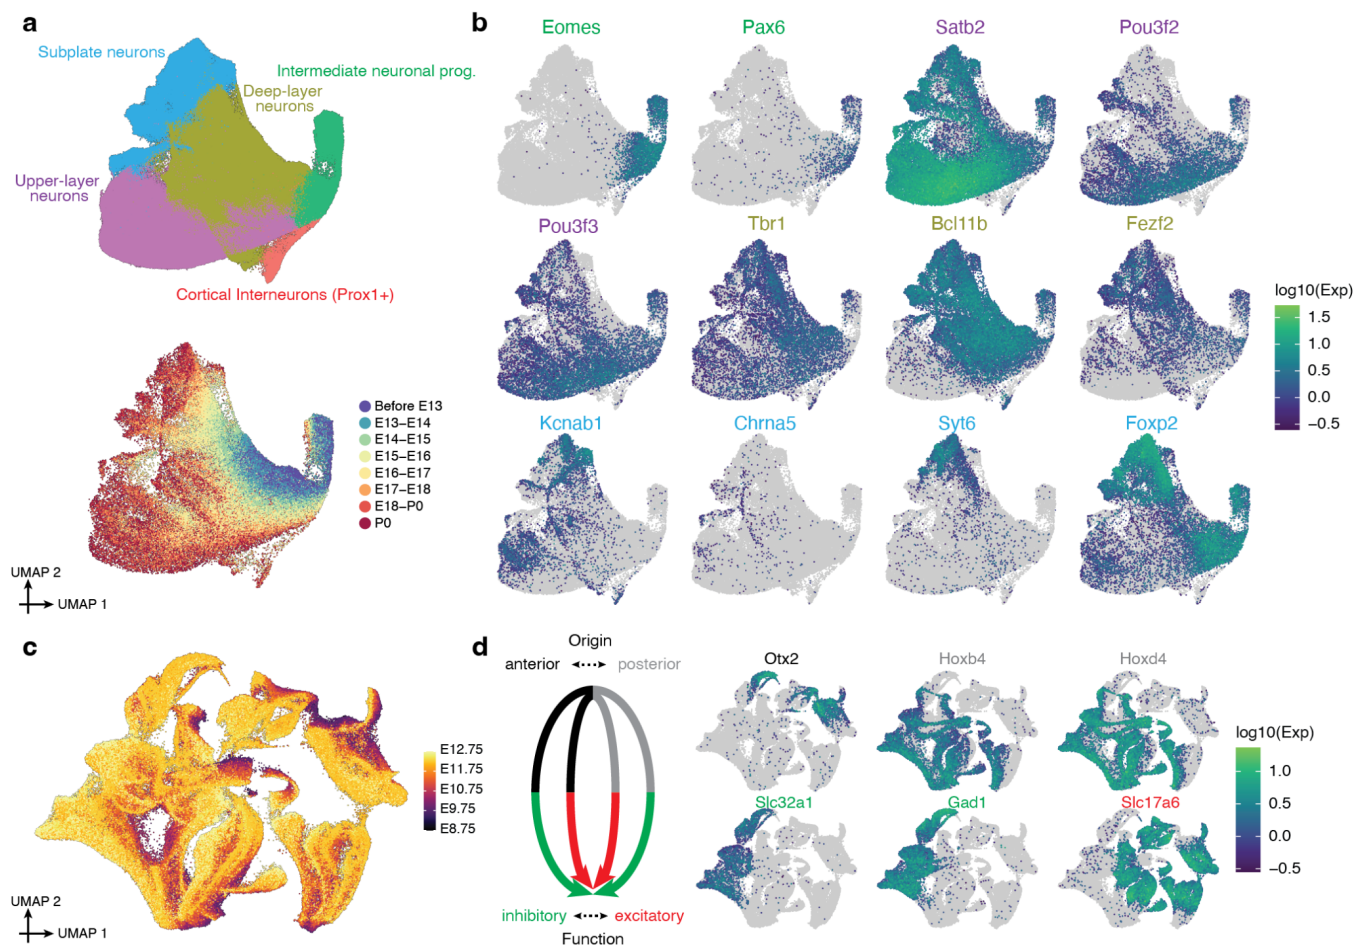 a
Subplate neurons
Intermediate neuronal prog.
Deep-layer
neurons
Upper-layer
neurons
Cortical Interneurons (Prox1+)
Before E13
E13–E14
E14–E15
E15–E16
E16–E17
E17–E18
E18–P0
P0
UMAP 2
UMAP 1
b
Eomes
Pax6
Satb2
Pou3f2
Pou3f3
Tbr1
Bcl11b
Fezf2
Kcnab1
Chrna5
Syt6
Foxp2
log10(Exp)
1.5
1.0
0.5
0.0
−0.5
c
E12.75
E11.75
E10.75
E9.75
E8.75
UMAP 2
UMAP 1
d
Origin
anterior
posterior
inhibitory
excitatory
Function
Otx2
Hoxb4
Hoxd4
Slc32a1
Gad1
Slc17a6
log10(Exp)
1.0
0.5
0.0
−0.5